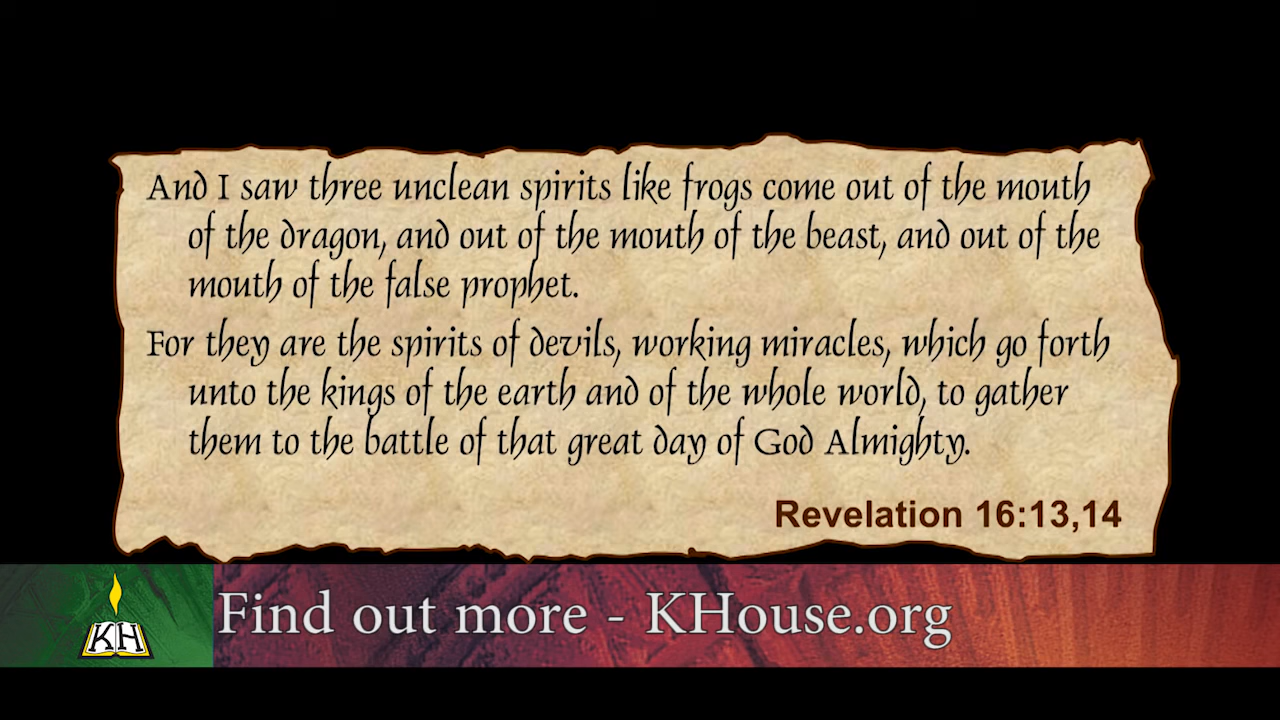 And I saw three unclean spirits like frogs come out of the mouth
of the dragon, and out of the mouth of the beast, and out of the
mouth of the false prophet.
For they are the spirits of devils, working miracles, which go forth
unto the kings of the earth and of the whole world, to gather
them to the battle of that great day of God Almighty.
Revelation 16:13,14
KH
Find out more - KHouse.org